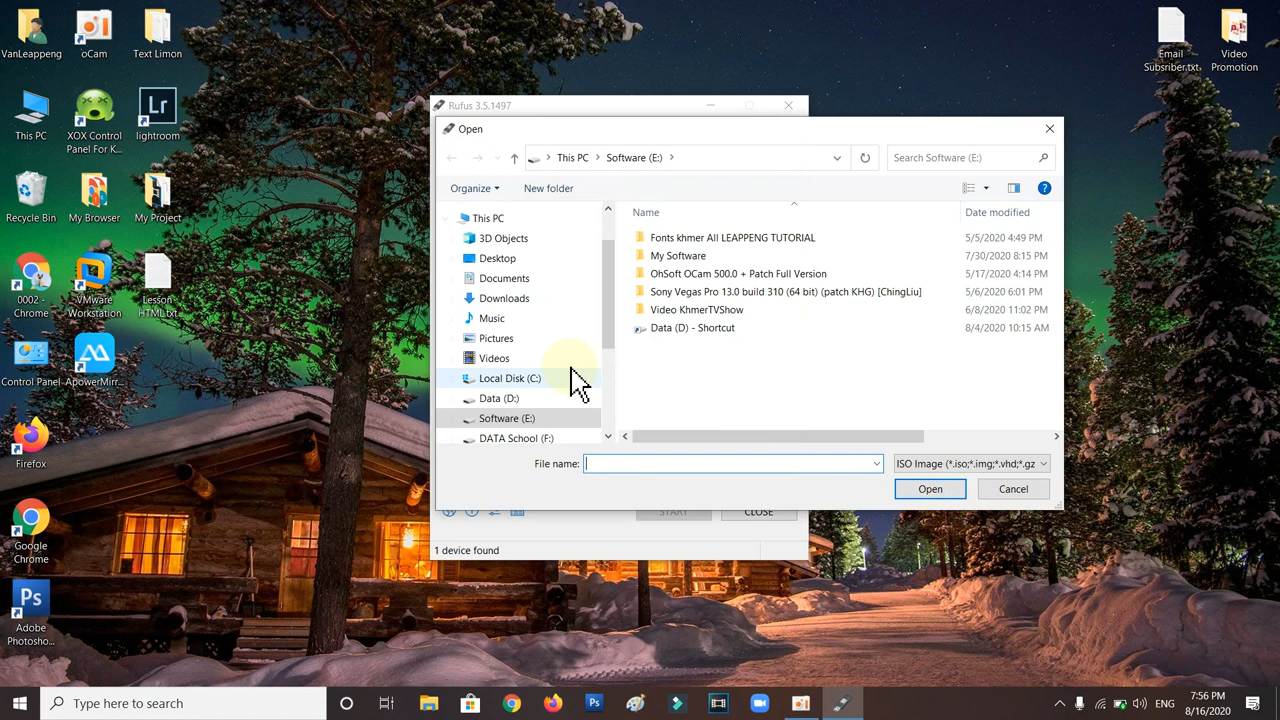 VanLeappeng
oCam
Text Limon
Email
Subsriber.txt
Video
Promotion
This PC
XOX Control
Panel For K...
lightroom
Lr
Recycle Bin
My Browser
My Project
0002 -
Chrome
VMware
Workstation
Lesson
HTML.txt
Control Panel
ApowerMirr...
Firefox
Google
Chrome
Ps
Adobe
Photosho...
Rufus 3.5.1497
Open
This PC > Software (E:) >
Search Software (E:)
Organize
New folder
This PC
3D Objects
Desktop
Documents
Downloads
Music
Pictures
Videos
Local Disk (C:)
Data (D:)
Software (E:)
DATA School (F:)
Name
Date modified
Fonts khmer All LEAPPENG TUTORIAL 5/5/2020 4:49 PM
My Software 7/30/2020 8:15 PM
OhSoft OCam 500.0 + Patch Full Version 5/17/2020 4:14 PM
Sony Vegas Pro 13.0 build 310 (64 bit) (patch KHG) [ChingLiu] 5/6/2020 6:01 PM
Video KhmerTVShow 6/8/2020 11:02 PM
Data (D) - Shortcut 8/4/2020 10:15 AM
File name:
ISO Image (*.iso;*.img;*.vhd;*.gz
Open
Cancel
START
CLOSE
1 device found
Type here to search
Ps
ENG
7:56 PM
8/16/2020